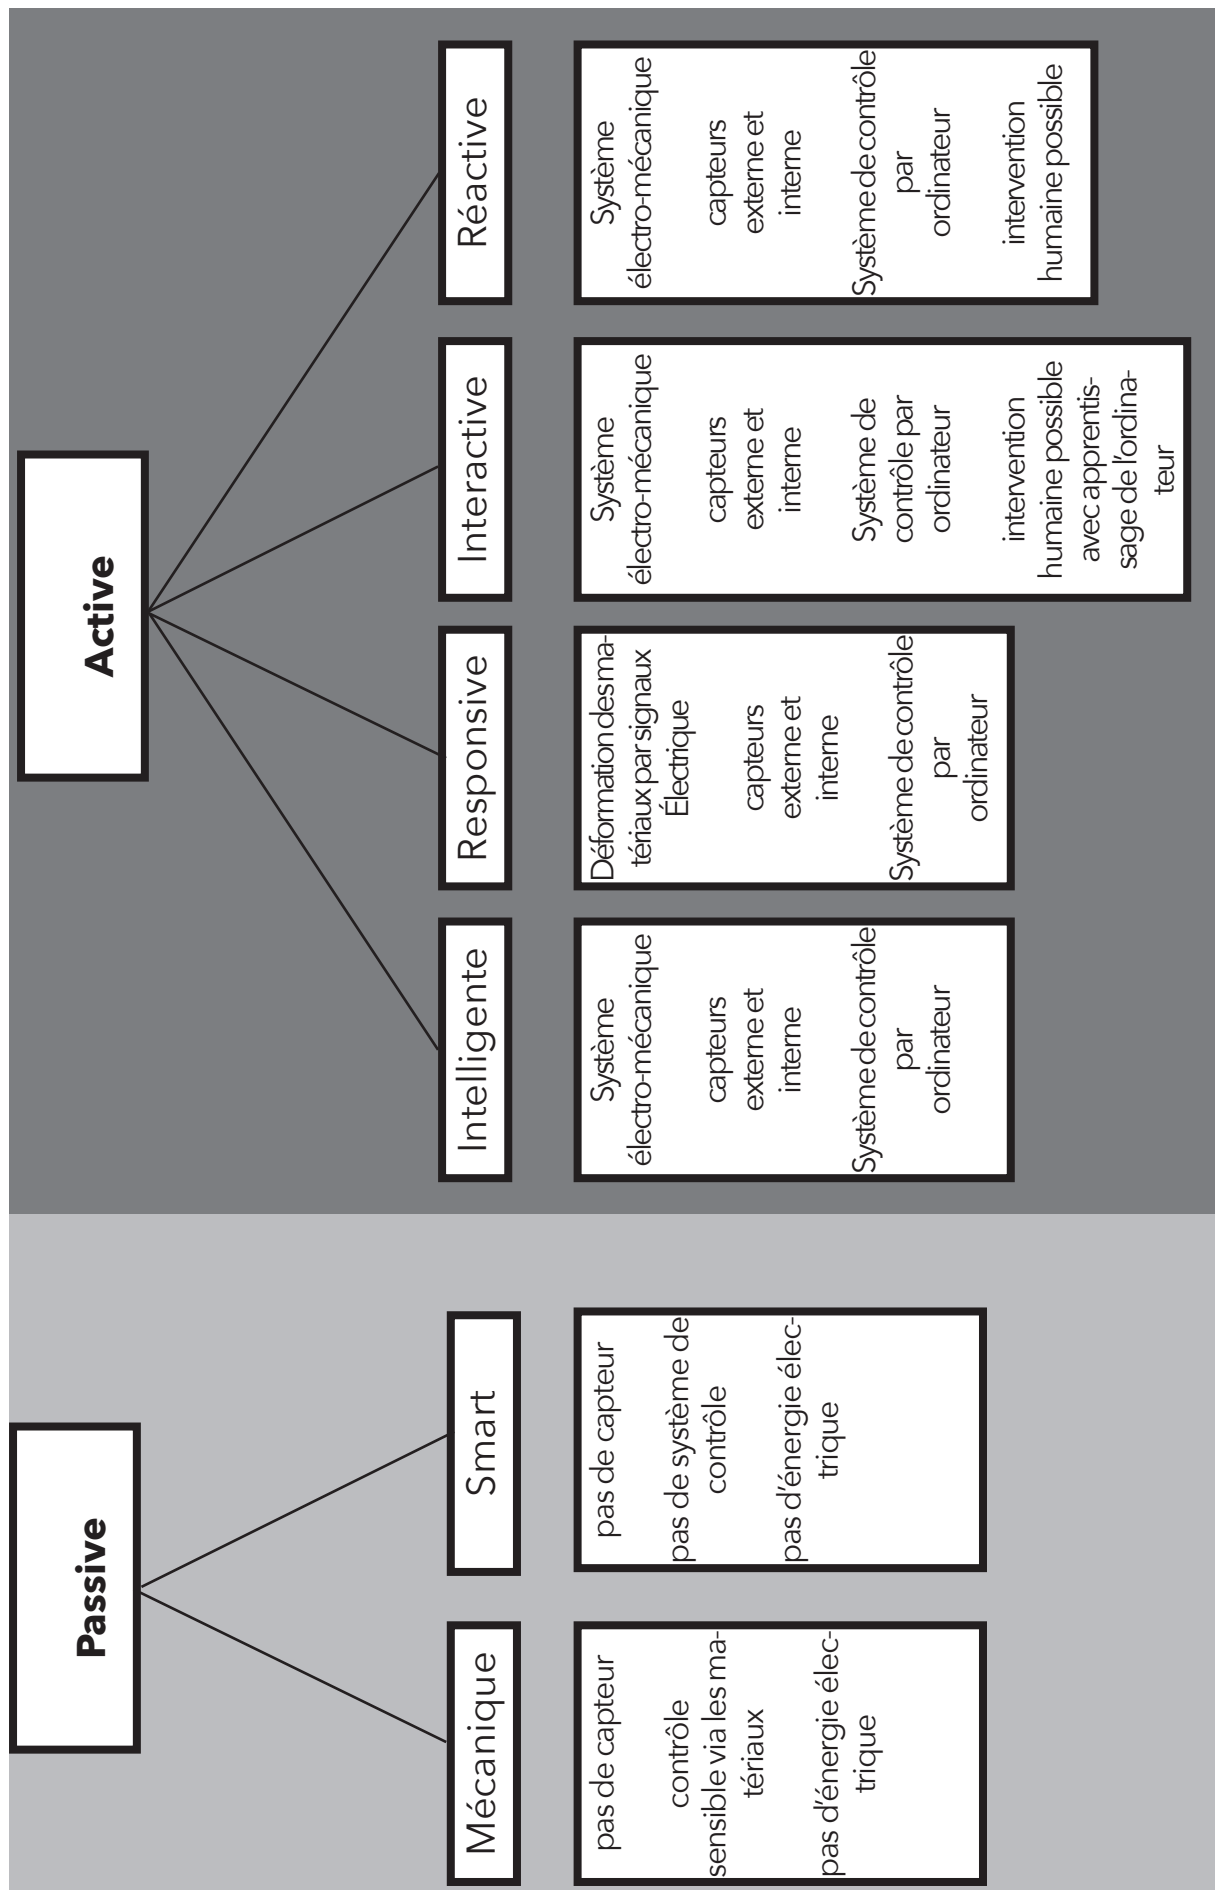 Passive
Active
Mécanique
Smart
Intelligente
Responsive
Interactive
Réactive
pas de capteur
contrôle
sensible via les ma-
tériaux
pas d'énergie élec-
trique
pas de capteur
pas de système de
contrôle
pas d'énergie élec-
trique
Système
électro-mécanique
capteurs
externe et
interne
Système de contrôle
par
ordinateur
Déformation des ma-
tériaux par signaux
Électrique
capteurs
externe et
interne
Système de contrôle
par
ordinateur
Système
électro-mécanique
capteurs
externe et
interne
Système de
contrôle par
ordinateur
intervention
humaine possible
avec apprentis-
sage de l'ordina-
teur
Système
électro-mécanique
capteurs
externe et
interne
Système de contrôle
par
ordinateur
intervention
humaine possible